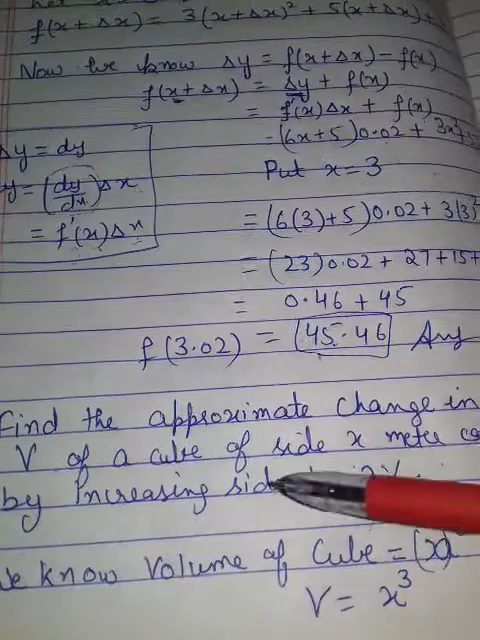 f(x+Δx) = 3(x+Δx)² + 5(x+Δx)+
Now we know Δy = f(x+Δx) - f(x)
f(x+Δx) = Δy + f(x)
= f'(x)Δx + f(x)
= (6x+5)0.02 + 3x²+5
Put x = 3
= (6(3)+5)0.02 + 3(3)²
= (23)0.02 + 27+15+
= 0.46 + 45
f(3.02) = 45.46 Ans
Δy = dy
y = (dy/dx)Δx
= f'(x)Δx
Find the approximate change in
V of a cube of side x metre ca
by increasing sid
we know volume of Cube = (x)
V = x³